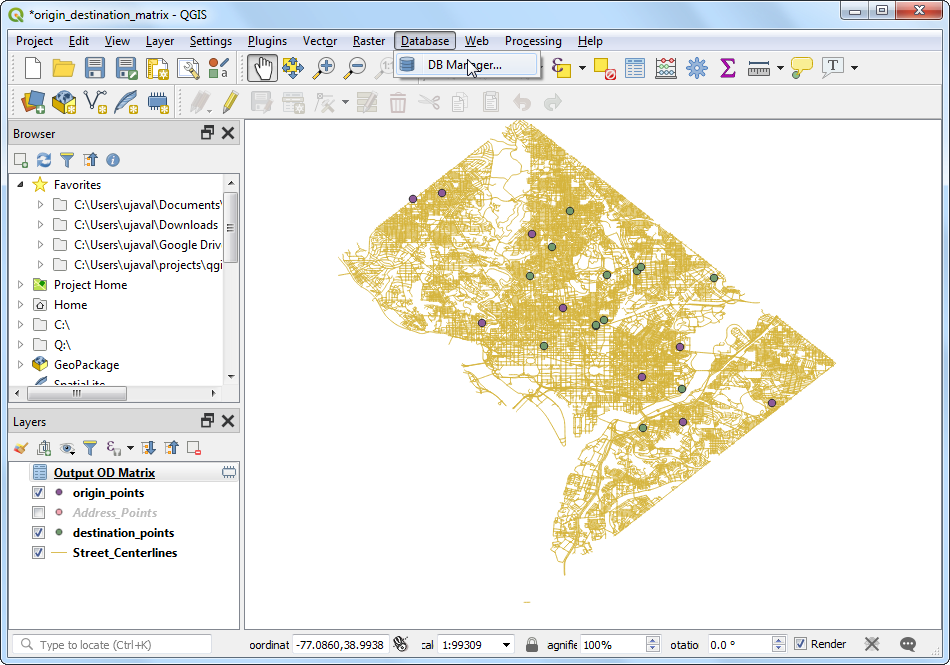 *origin_destination_matrix - QGIS
Project Edit View Layer Settings Plugins Vector Raster Database Web Processing Help
DB Manager...
Browser
Favorites
C:\Users\ujaval\Documents\
C:\Users\ujaval\Downloads
C:\Users\ujaval\Google Driv
C:\Users\ujaval\projects\qgi
Project Home
Home
C:\
Q:\
GeoPackage
SpatiaLite
Layers
Output OD Matrix
origin_points
Address_Points
destination_points
Street_Centerlines
Type to locate (Ctrl+K) oordinat -77.0860,38.9938 cal 1:99309 agnifie 100% otatio 0.0 ° Render